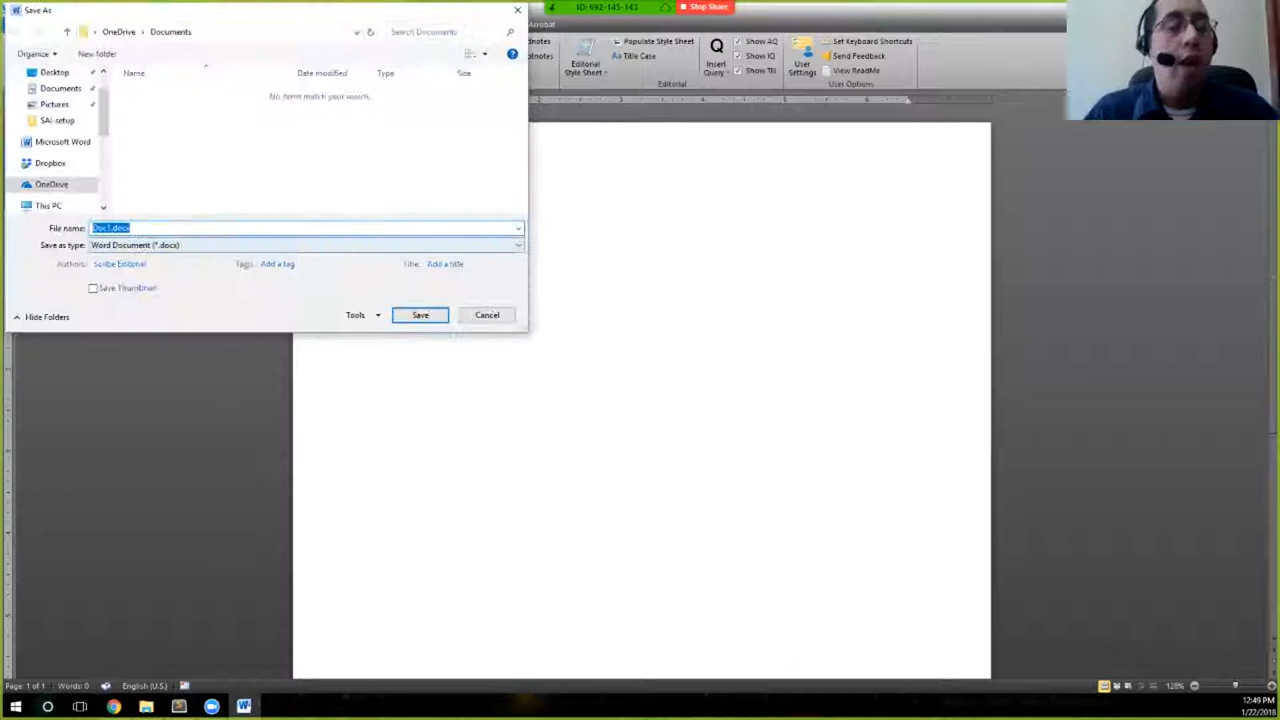 Save As
ID: 692-145-143
Stop Share
OneDrive > Documents
Search Documents
Acrobat
Organize
New folder
Populate Style Sheet
Show AQ
Set Keyboard Shortcuts
Title Case
Show IQ
Send Feedback
Show TN
View ReadMe
Editorial
Style Sheet
Insert
Query
User
Settings
Editorial
User Options
Desktop
Documents
Pictures
SAI-setup
Microsoft Word
Dropbox
OneDrive
This PC
Name
Date modified
Type
Size
No items match your search.
File name:
Doc1.docx
Save as type:
Word Document (*.docx)
Authors:
Scribe Editorial
Tags:
Add a tag
Title:
Add a title
Save Thumbnail
Hide Folders
Tools
Save
Cancel
Page: 1 of 1
Words: 0
English (U.S.)
128%
12:49 PM
1/22/2018